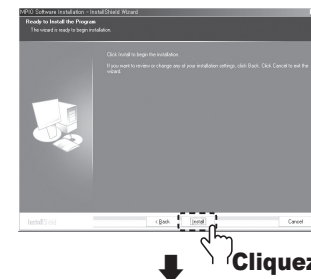 MPIO Software Installation - InstallShield Wizard
Ready to Install the Program
The wizard is ready to begin installation.
Click Install to begin the installation.
If you want to review or change any of your installation settings, click Back. Click Cancel to exit the
wizard.
InstallShield
< Back
Install
Cancel
Cliquez